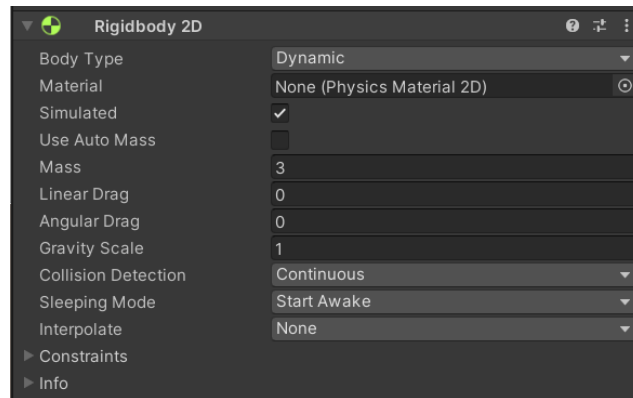 Rigidbody 2D
Body Type Dynamic
Material None (Physics Material 2D)
Simulated
Use Auto Mass
Mass 3
Linear Drag 0
Angular Drag 0
Gravity Scale 1
Collision Detection Continuous
Sleeping Mode Start Awake
Interpolate None
Constraints
Info